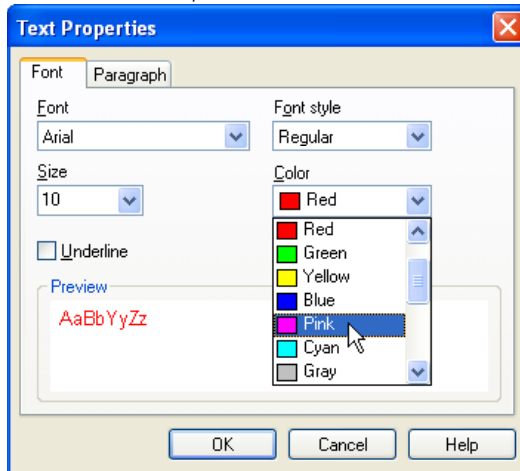 Text Properties
Font Paragraph
Font Font style
Arial Regular
Size Color
10 Red
Red
Underline Green
Yellow
Preview Blue
AaBbYyZz Pink
Cyan
Gray
OK Cancel Help